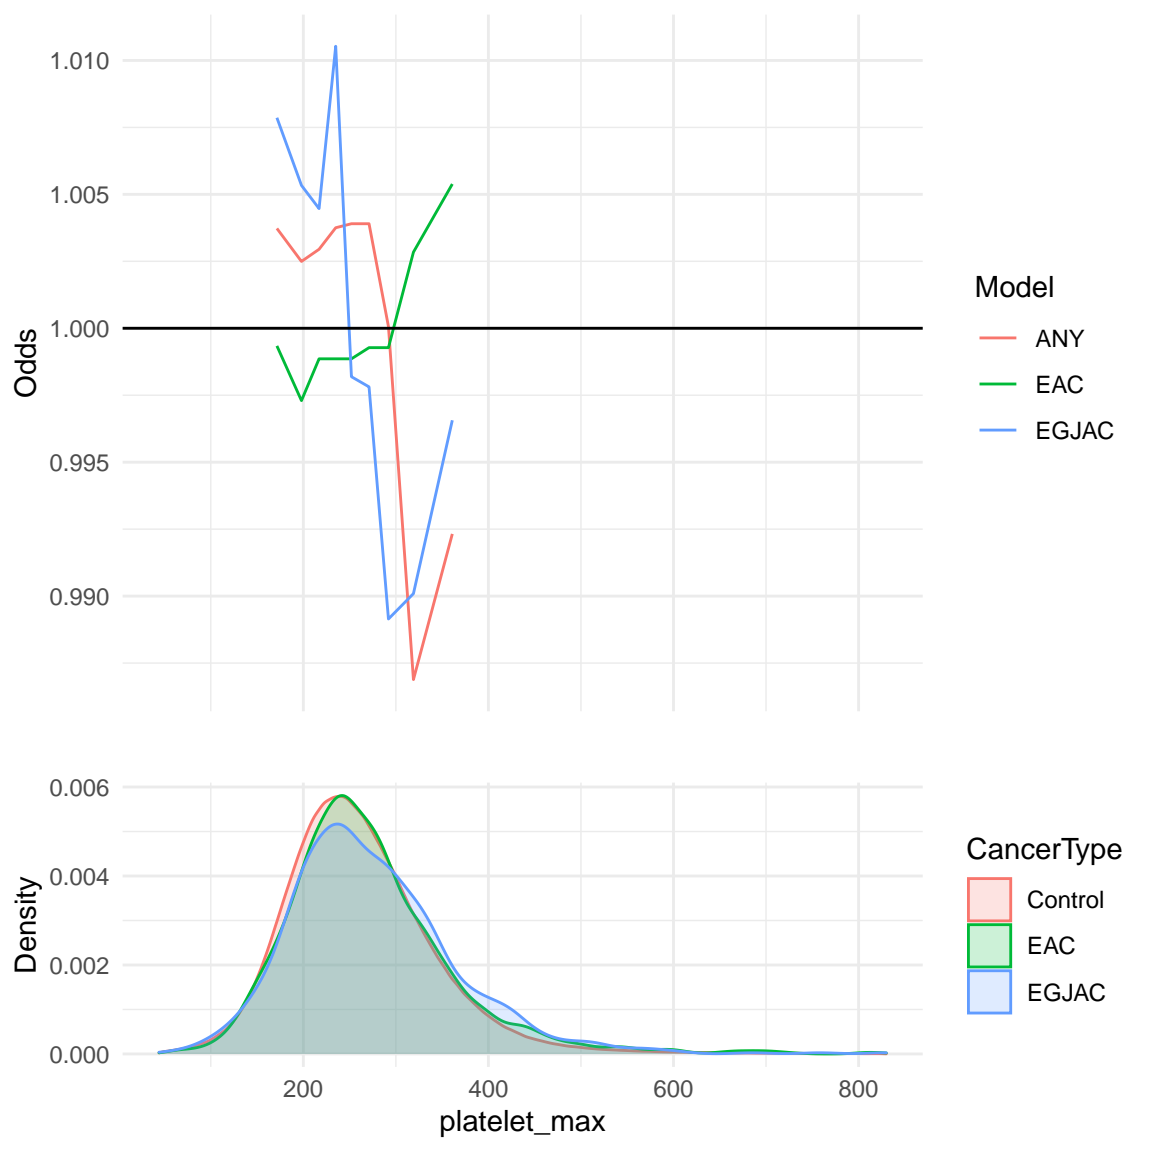 1.010
1.005
1.000
0.995
0.990
Odds
Model
ANY
EAC
EGJAC
0.006
0.004
0.002
0.000
Density
200
400
600
800
platelet_max
CancerType
Control
EAC
EGJAC